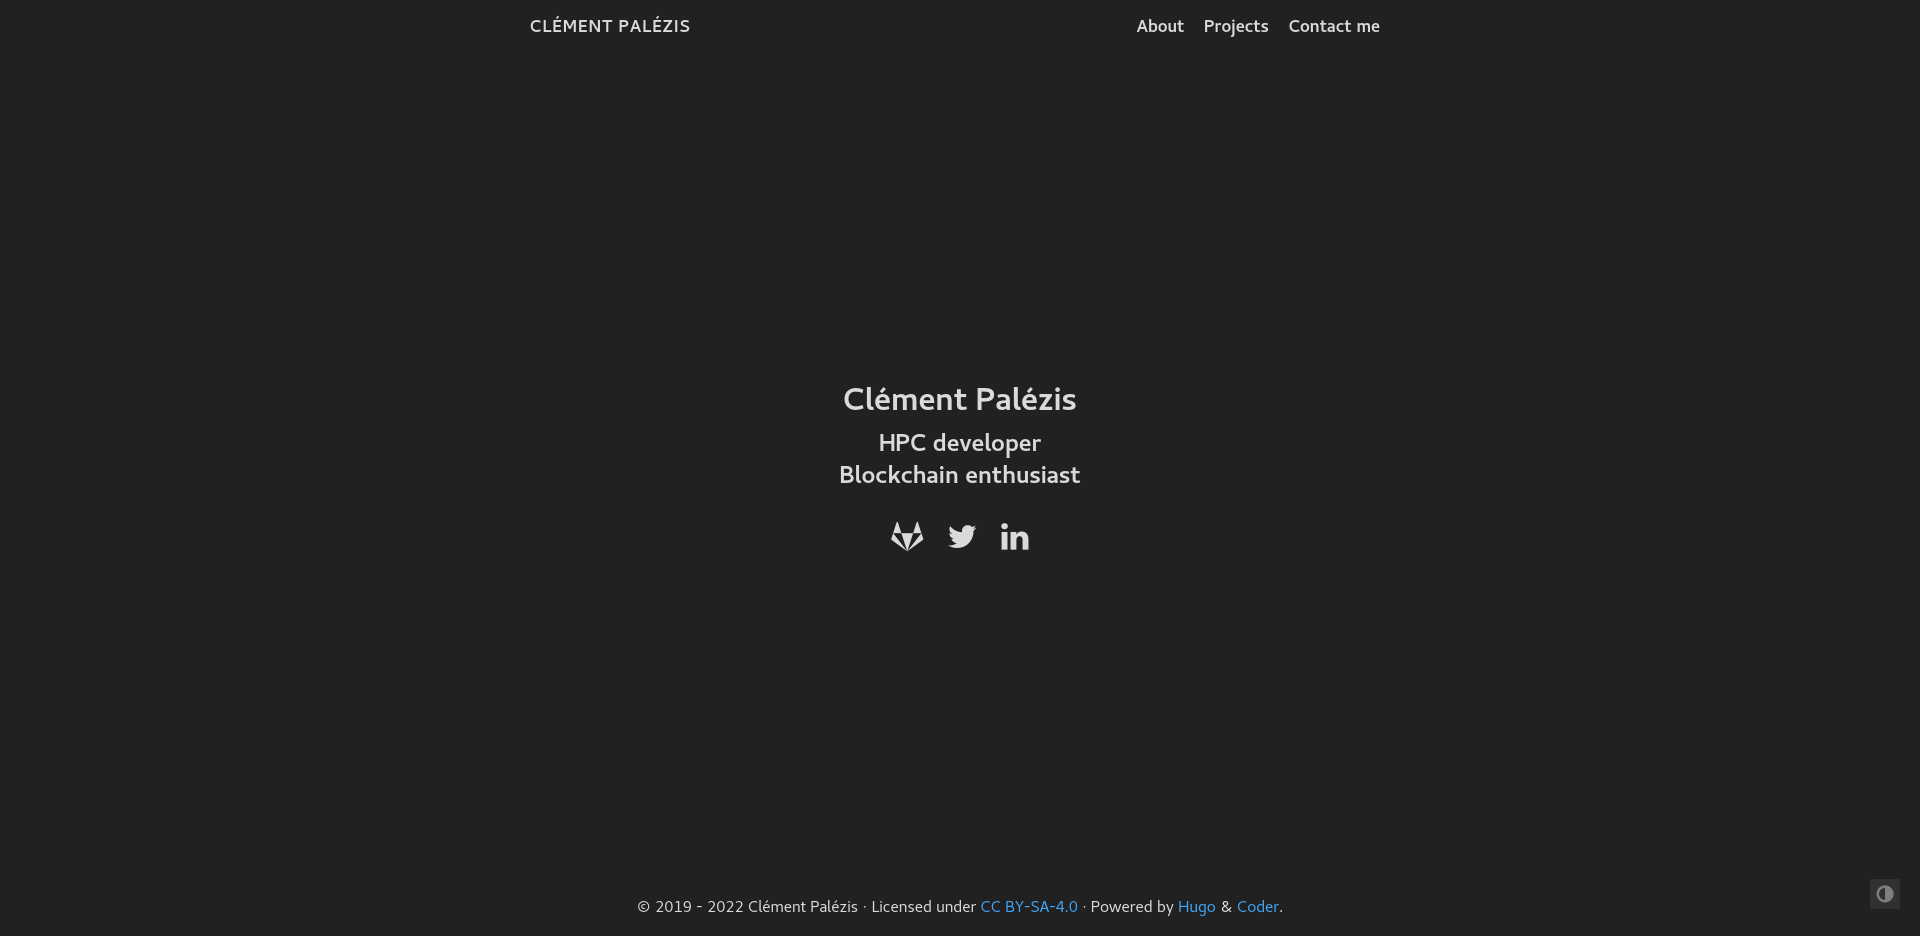 CLÉMENT PALÉZIS
About Projects Contact me
Clément Palézis
HPC developer
Blockchain enthusiast
© 2019 - 2022 Clément Palézis · Licensed under CC BY-SA-4.0 · Powered by Hugo & Coder.